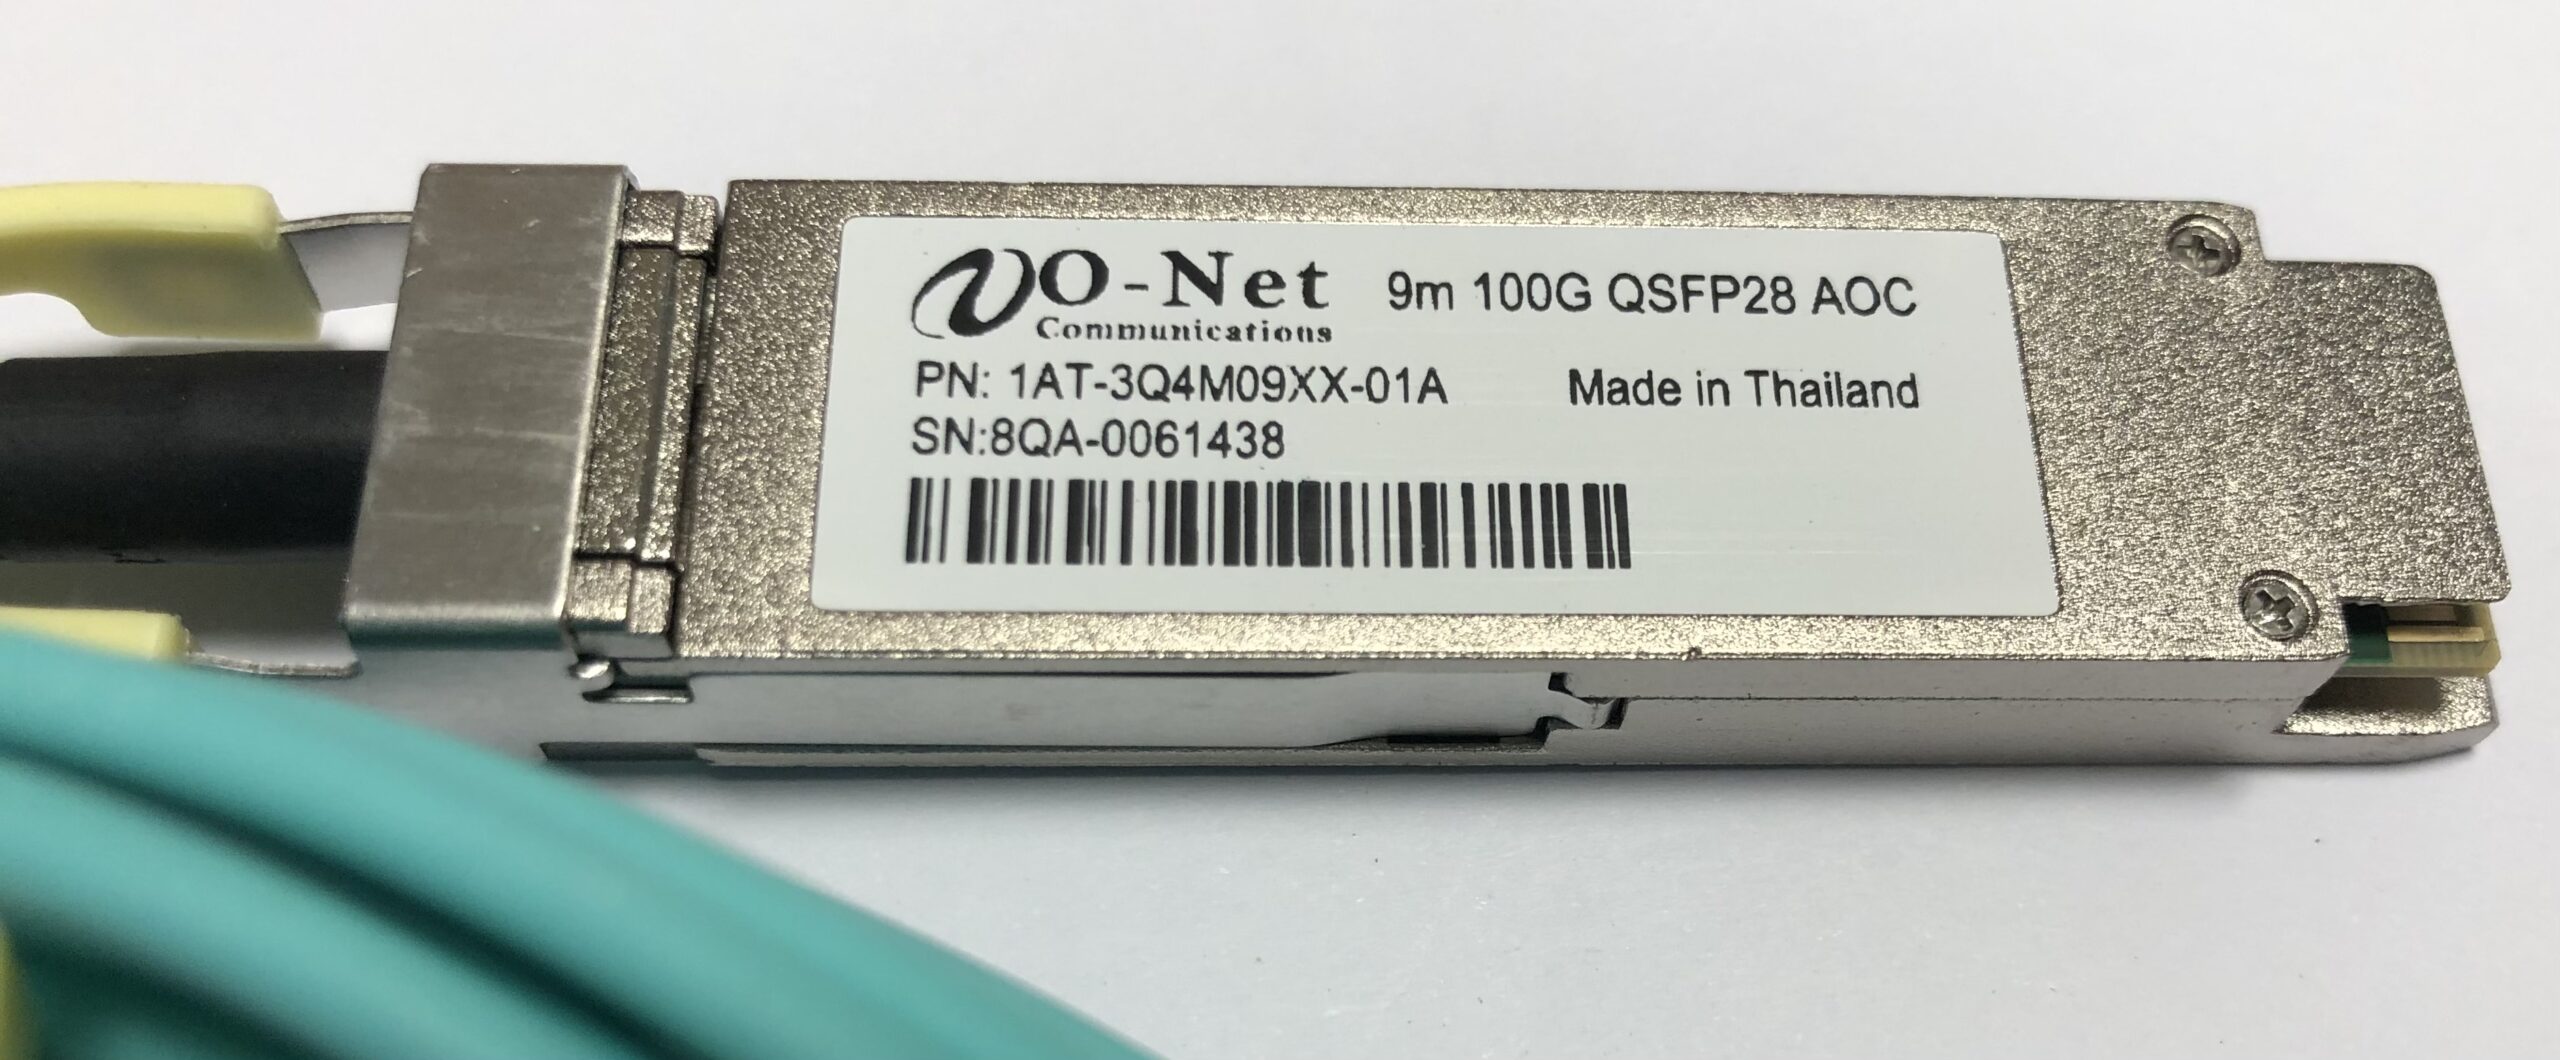 O-Net 9m 100G QSFP28 AOC
Communications
PN: 1AT-3Q4M09XX-01A Made in Thailand
SN:8QA-0061438